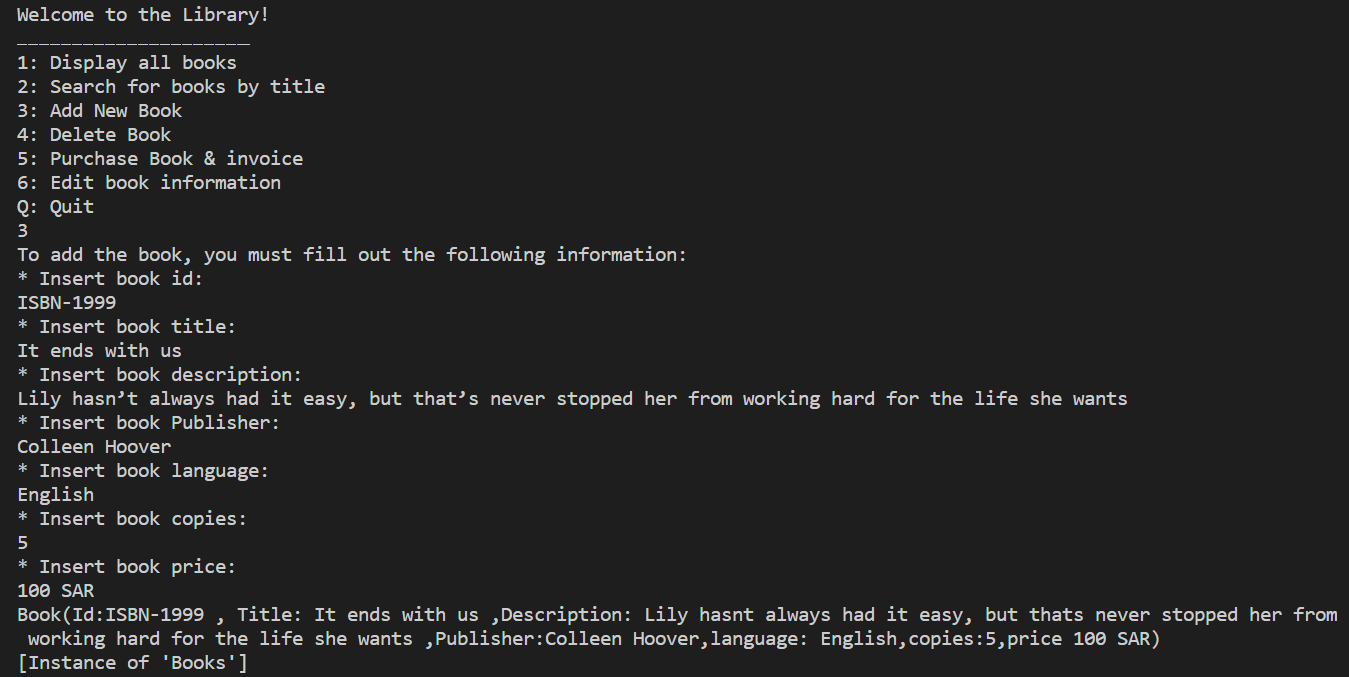 Welcome to the Library!
_____________________
1: Display all books
2: Search for books by title
3: Add New Book
4: Delete Book
5: Purchase Book & invoice
6: Edit book information
Q: Quit
3
To add the book, you must fill out the following information:
* Insert book id:
ISBN-1999
* Insert book title:
It ends with us
* Insert book description:
Lily hasn’t always had it easy, but that’s never stopped her from working hard for the life she wants
* Insert book Publisher:
Colleen Hoover
* Insert book language:
English
* Insert book copies:
5
* Insert book price:
100 SAR
Book(Id:ISBN-1999 , Title: It ends with us ,Description: Lily hasnt always had it easy, but thats never stopped her from
 working hard for the life she wants ,Publisher:Colleen Hoover,language: English,copies:5,price 100 SAR)
[Instance of 'Books']